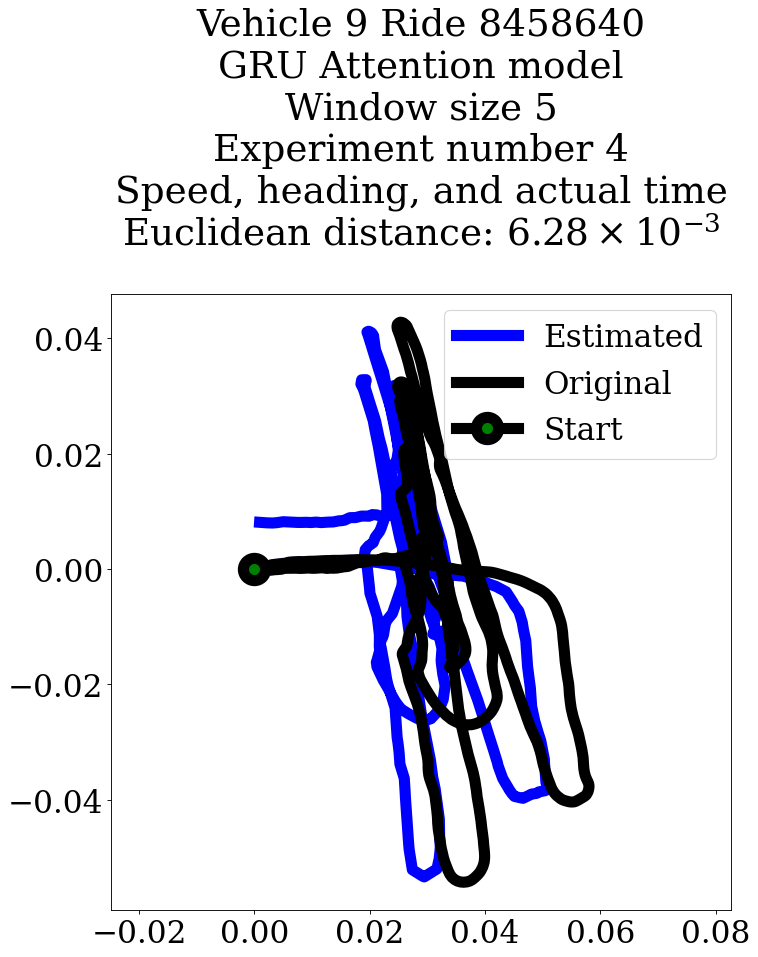 Vehicle 9 Ride 8458640
GRU Attention model
Window size 5
Experiment number 4
Speed, heading, and actual time
Euclidean distance: 6.28 × 10⁻³
Estimated
Original
Start
0.04
0.02
0.00
−0.02
−0.04
−0.02 0.00 0.02 0.04 0.06 0.08